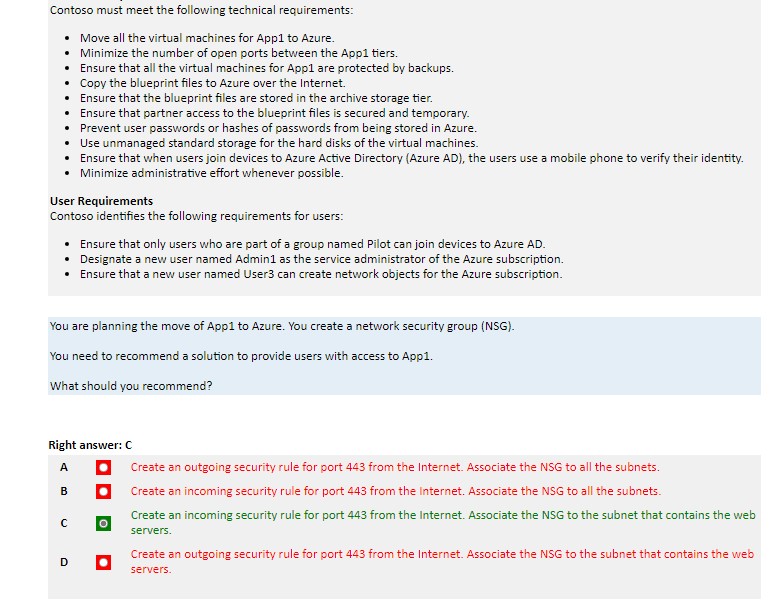 Contoso must meet the following technical requirements:
• Move all the virtual machines for App1 to Azure.
• Minimize the number of open ports between the App1 tiers.
• Ensure that all the virtual machines for App1 are protected by backups.
• Copy the blueprint files to Azure over the Internet.
• Ensure that the blueprint files are stored in the archive storage tier.
• Ensure that partner access to the blueprint files is secured and temporary.
• Prevent user passwords or hashes of passwords from being stored in Azure.
• Use unmanaged standard storage for the hard disks of the virtual machines.
• Ensure that when users join devices to Azure Active Directory (Azure AD), the users use a mobile phone to verify their identity.
• Minimize administrative effort whenever possible.
User Requirements
Contoso identifies the following requirements for users:
• Ensure that only users who are part of a group named Pilot can join devices to Azure AD.
• Designate a new user named Admin1 as the service administrator of the Azure subscription.
• Ensure that a new user named User3 can create network objects for the Azure subscription.
You are planning the move of App1 to Azure. You create a network security group (NSG).
You need to recommend a solution to provide users with access to App1.
What should you recommend?
Right answer: C
A Create an outgoing security rule for port 443 from the Internet. Associate the NSG to all the subnets.
B Create an incoming security rule for port 443 from the Internet. Associate the NSG to all the subnets.
C Create an incoming security rule for port 443 from the Internet. Associate the NSG to the subnet that contains the web
servers.
D Create an outgoing security rule for port 443 from the Internet. Associate the NSG to the subnet that contains the web
servers.